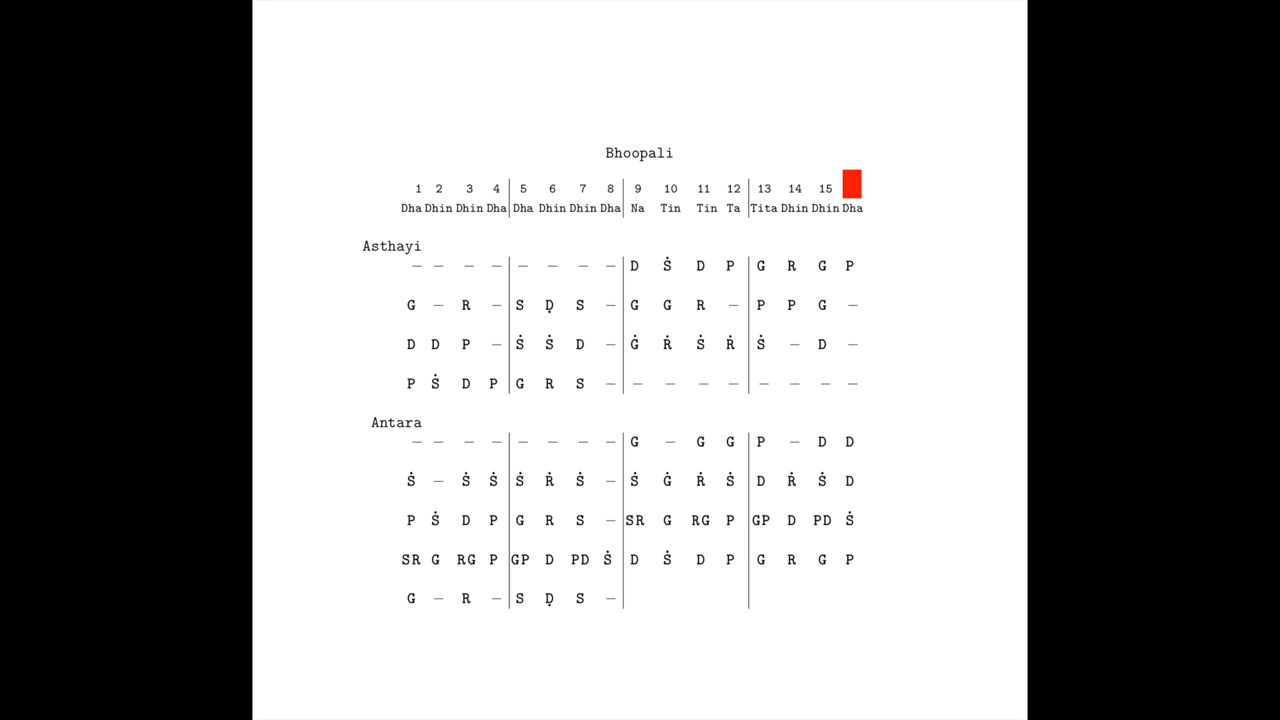 Bhoopali
1 2 3 4 5 6 7 8 9 10 11 12 13 14 15
Dha Dhin Dhin Dha Dha Dhin Dhin Dha Na Tin Tin Ta Tita Dhin Dhin Dha
Asthayi
— — — — — — — — D Ṡ D P G R G P
G — R — S Ḍ S — G G R — P P G —
D D P — Ṡ Ṡ D — Ġ Ṙ Ṡ Ṙ Ṡ — D —
P Ṡ D P G R S — — — — — — — — —
Antara
— — — — — — — — G — G G P — D D
Ṡ — Ṡ Ṡ Ṡ Ṙ Ṡ — Ṡ Ġ Ṙ Ṡ D Ṙ Ṡ D
P Ṡ D P G R S — SR G RG P GP D PD Ṡ
SR G RG P GP D PD Ṡ D Ṡ D P G R G P
G — R — S Ḍ S —